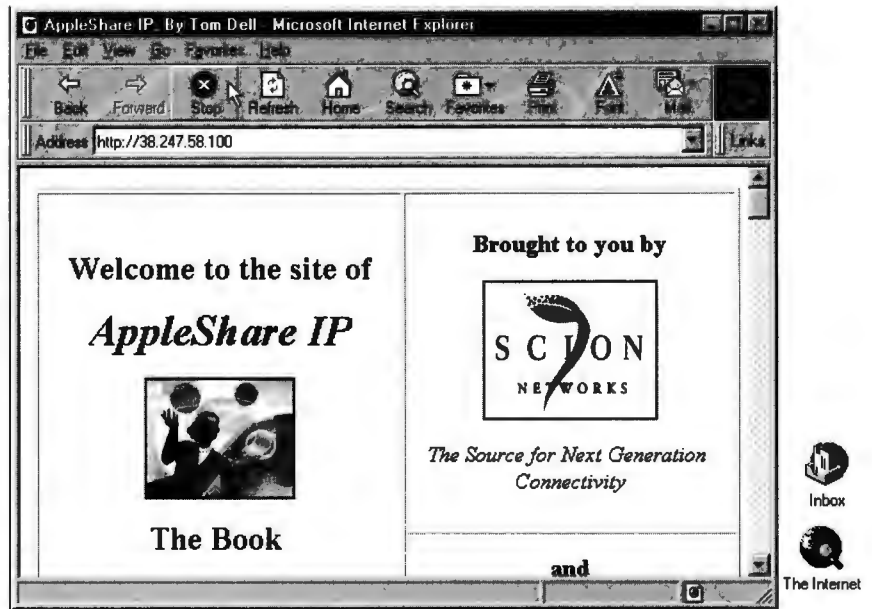 AppleShare IP By Tom Dell - Microsoft Internet Explorer
File Edit View Go Favorites Help
Back Forward Stop Refresh Home Search Favorites Print Font Mail
Address http://38.247.58.100 Links
Welcome to the site of
AppleShare IP
The Book
Brought to you by
SCION
NETWORKS
The Source for Next Generation
Connectivity
and
Inbox
The Internet